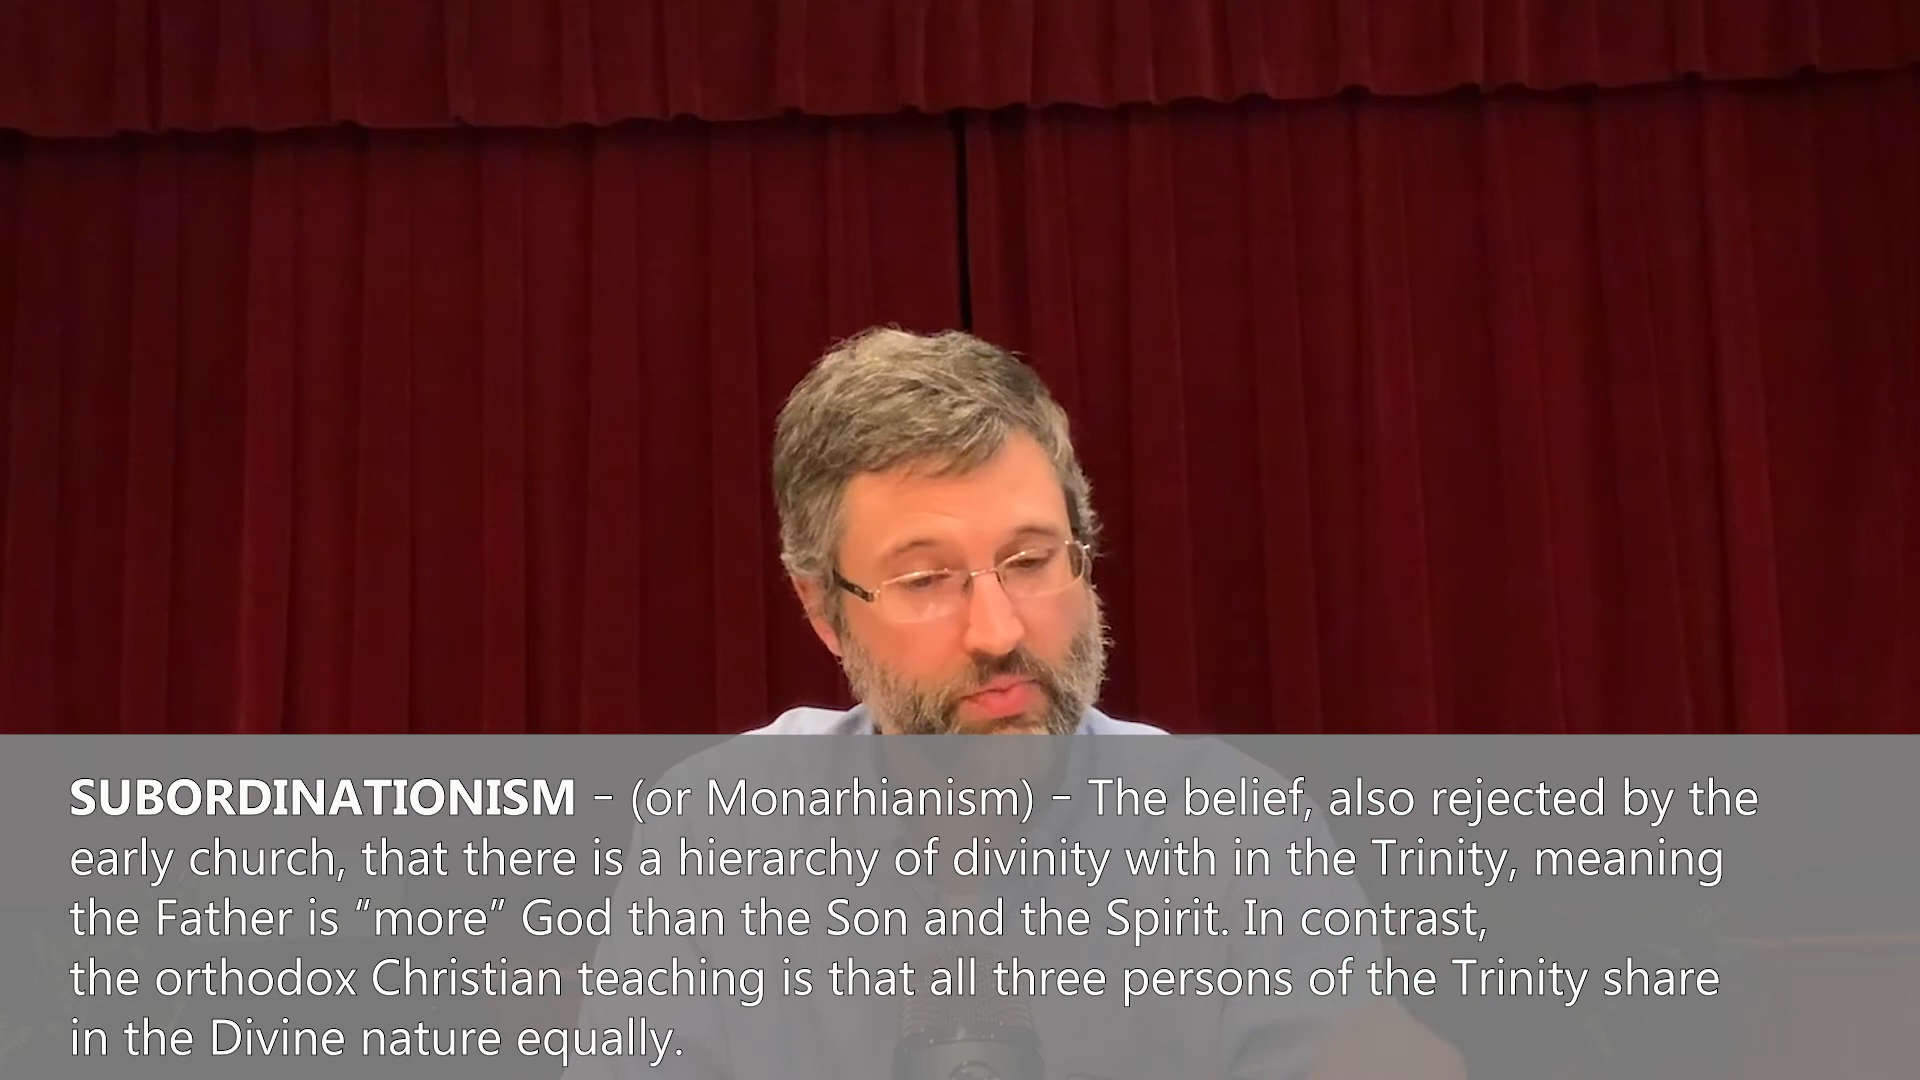 SUBORDINATIONISM – (or Monarhianism) – The belief, also rejected by the
early church, that there is a hierarchy of divinity with in the Trinity, meaning
the Father is “more” God than the Son and the Spirit. In contrast,
the orthodox Christian teaching is that all three persons of the Trinity share
in the Divine nature equally.